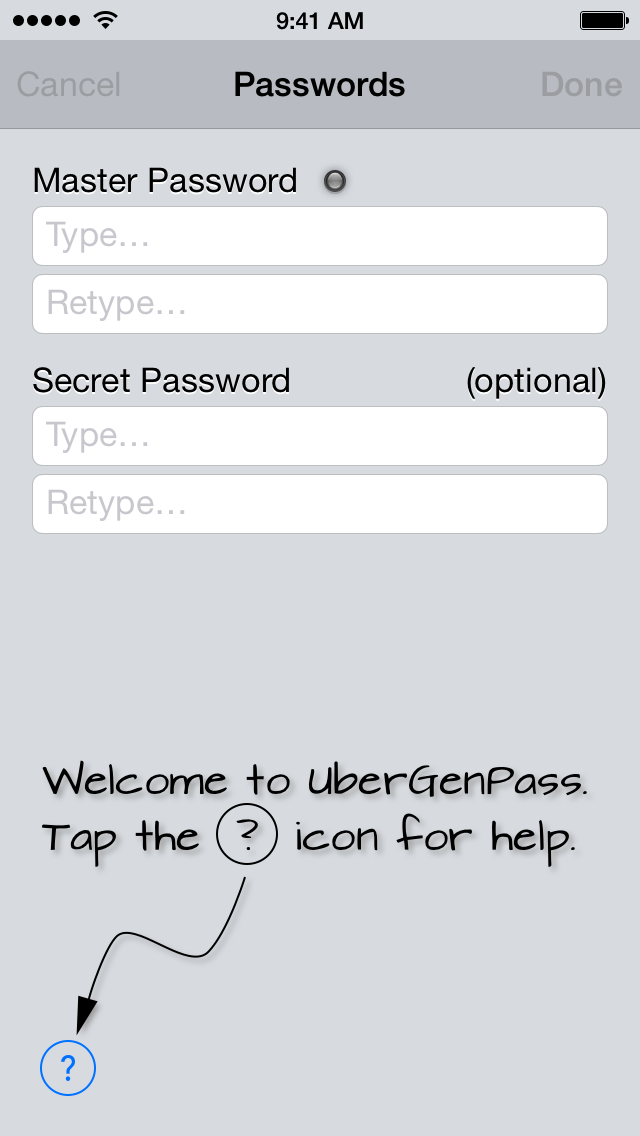 9:41 AM
Cancel Passwords Done
Master Password
Type...
Retype...
Secret Password (optional)
Type...
Retype...
Welcome to UberGenPass.
Tap the ? icon for help.
?